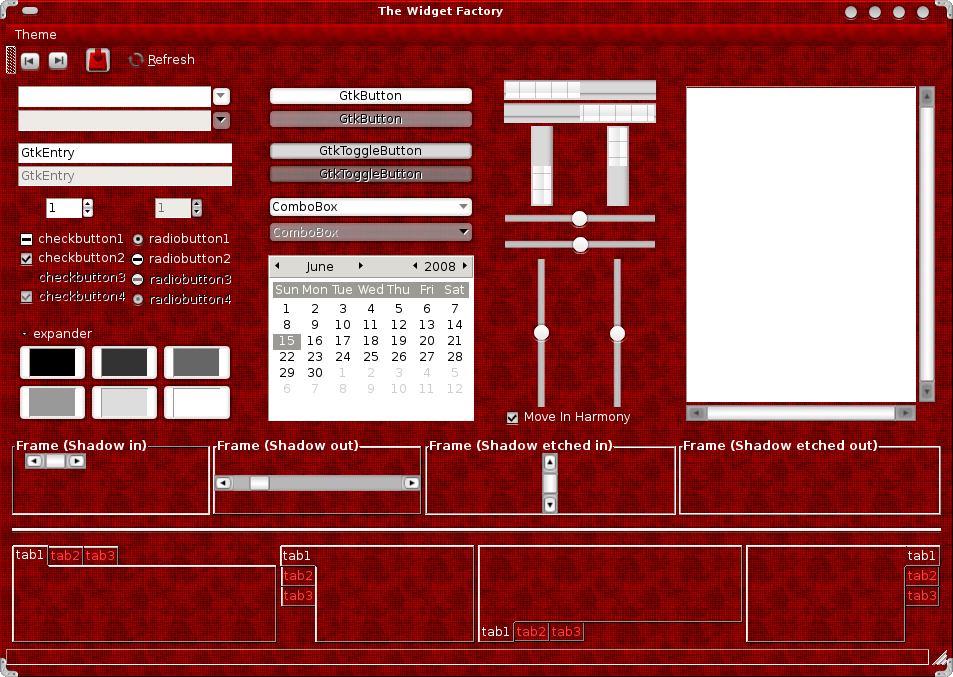 The Widget Factory
Theme
Refresh
GtkEntry
GtkEntry
1 1
checkbutton1 radiobutton1
checkbutton2 radiobutton2
checkbutton3 radiobutton3
checkbutton4 radiobutton4
expander
GtkButton
GtkButton
GtkToggleButton
GtkToggleButton
ComboBox
ComboBox
June 2008
Sun Mon Tue Wed Thu Fri Sat
1 2 3 4 5 6 7
8 9 10 11 12 13 14
15 16 17 18 19 20 21
22 23 24 25 26 27 28
29 30 1 2 3 4 5
6 7 8 9 10 11 12
Move In Harmony
Frame (Shadow in) Frame (Shadow out) Frame (Shadow etched in) Frame (Shadow etched out)
tab1 tab2 tab3
tab1
tab2
tab3
tab1 tab2 tab3
tab1
tab2
tab3